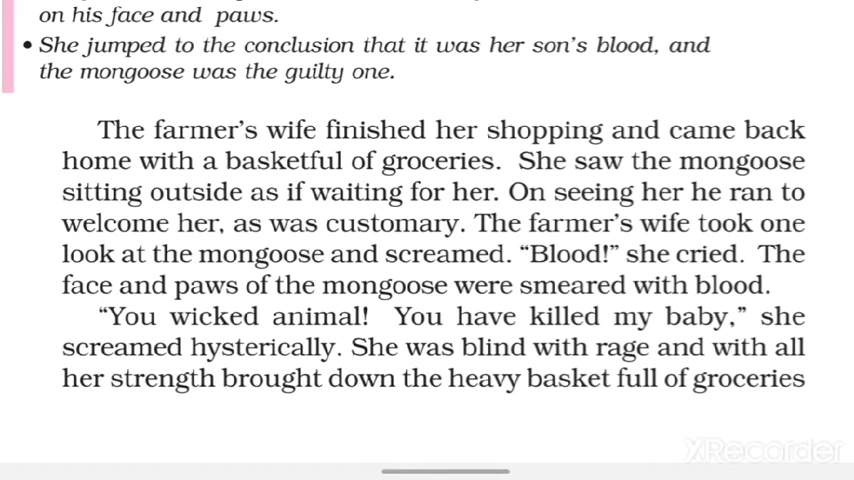 on his face and paws.
• She jumped to the conclusion that it was her son's blood, and
the mongoose was the guilty one.
The farmer's wife finished her shopping and came back
home with a basketful of groceries. She saw the mongoose
sitting outside as if waiting for her. On seeing her he ran to
welcome her, as was customary. The farmer's wife took one
look at the mongoose and screamed. “Blood!” she cried. The
face and paws of the mongoose were smeared with blood.
“You wicked animal! You have killed my baby,” she
screamed hysterically. She was blind with rage and with all
her strength brought down the heavy basket full of groceries
XRecorder